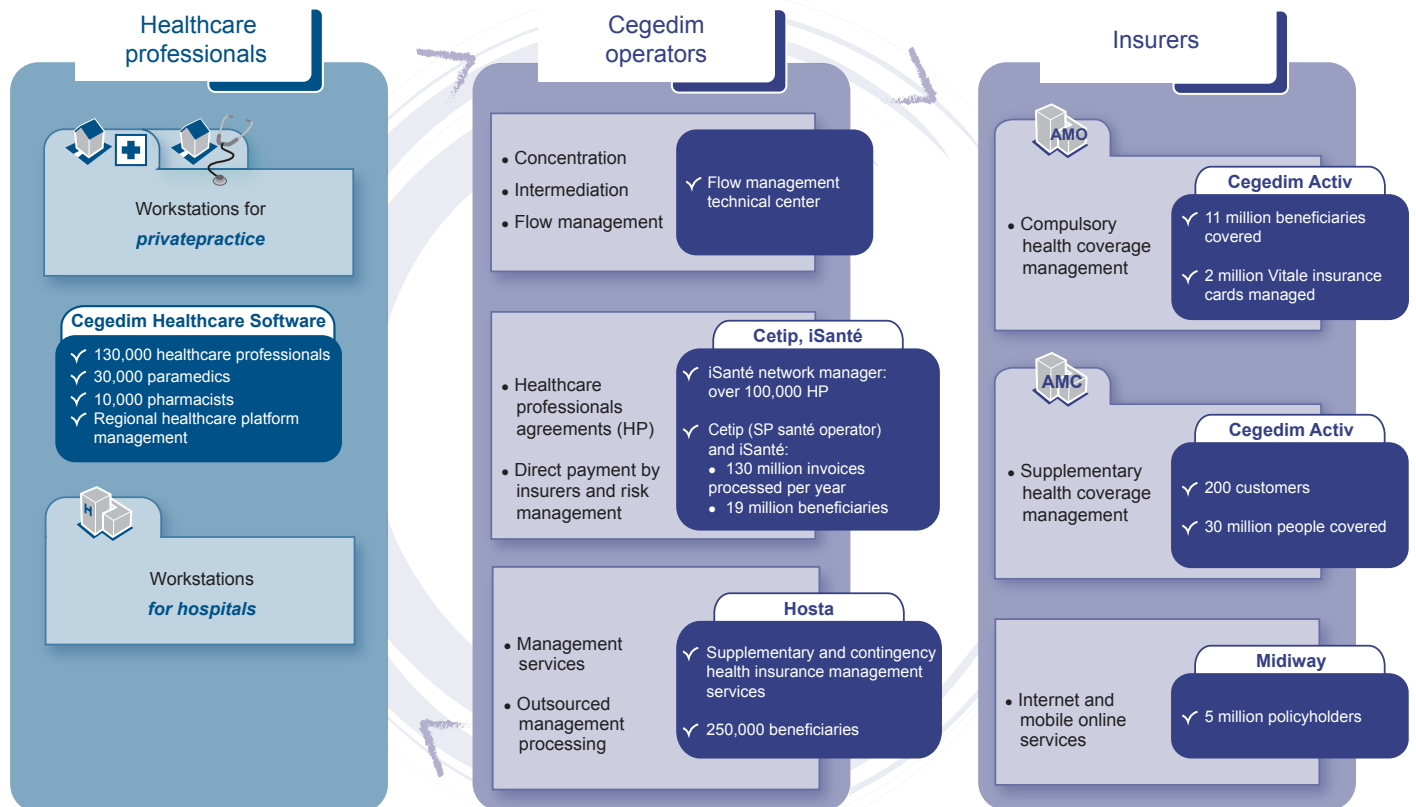 Healthcare
professionals
Workstations for
privatepractice
Cegedim Healthcare Software
130,000 healthcare professionals
30,000 paramedics
10,000 pharmacists
Regional healthcare platform
management
H
Workstations
for hospitals
Cegedim
operators
• Concentration
• Intermediation
• Flow management
Flow management
technical center
• Healthcare
professionals
agreements (HP)
• Direct payment by
insurers and risk
management
Cetip, iSanté
iSanté network manager:
over 100,000 HP
Cetip (SP santé operator)
and iSanté:
• 130 million invoices
processed per year
• 19 million beneficiaries
• Management
services
• Outsourced
management
processing
Hosta
Supplementary and contingency
health insurance management
services
250,000 beneficiaries
Insurers
AMO
• Compulsory
health coverage
management
Cegedim Activ
11 million beneficiaries
covered
2 million Vitale insurance
cards managed
AMC
• Supplementary
health coverage
management
Cegedim Activ
200 customers
30 million people covered
• Internet and
mobile online
services
Midiway
5 million policyholders